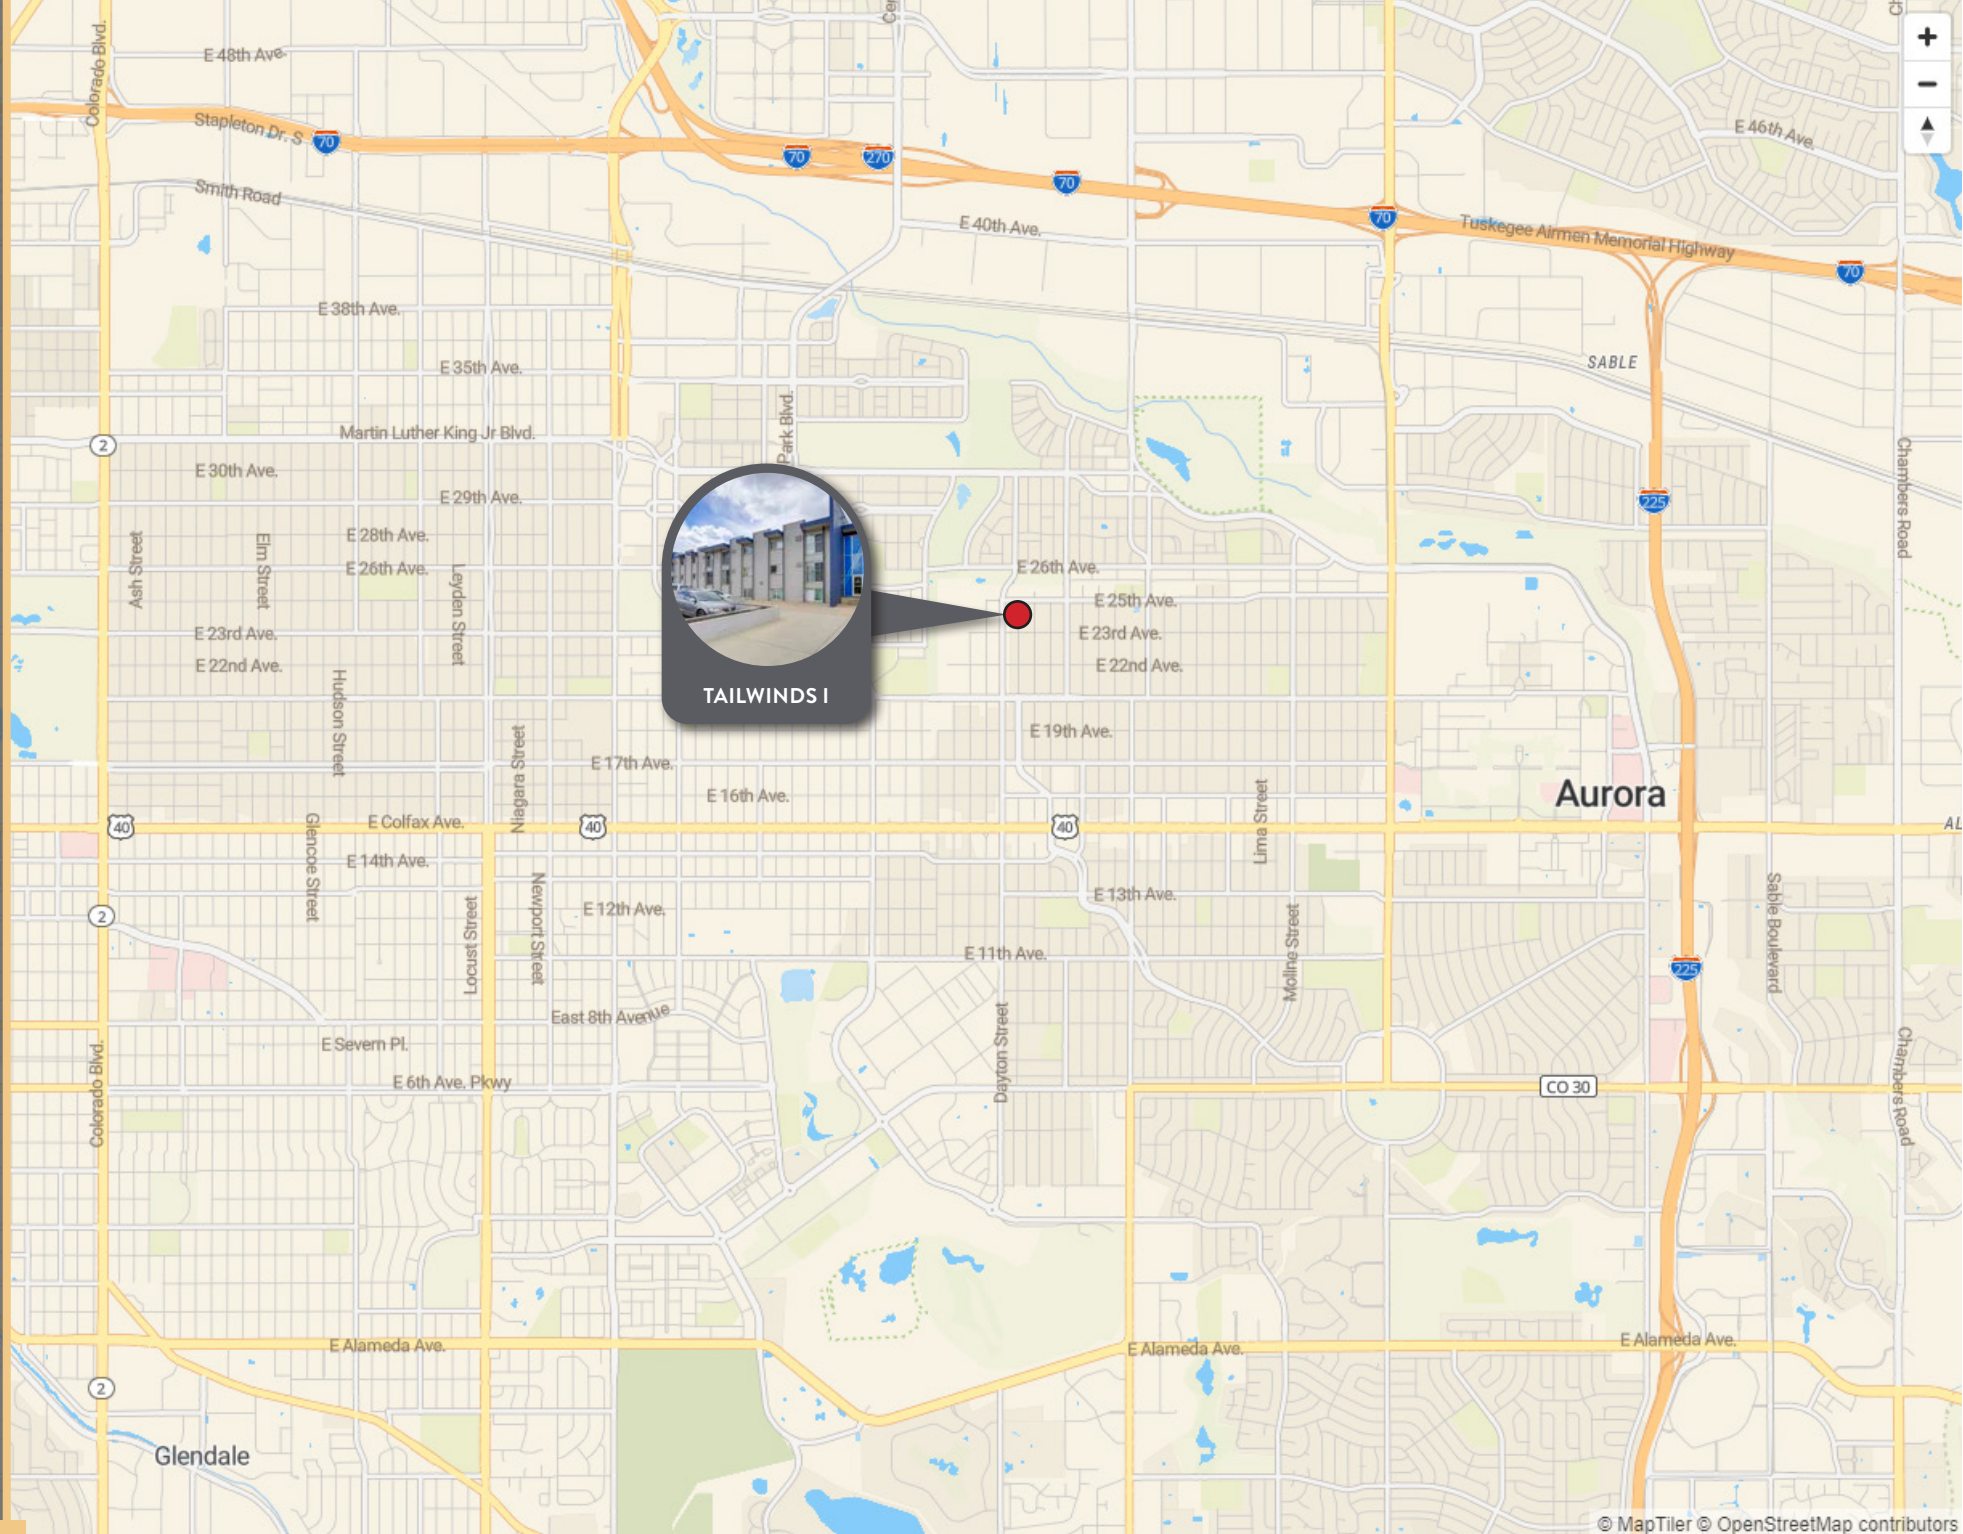 E 48th Ave.
Colorado Blvd.
Stapleton Dr. S
70
70
270
70
E 46th Ave.
+
−
Smith Road
E 40th Ave.
70
Tuskegee Airmen Memorial Highway
70
E 38th Ave.
E 35th Ave.
SABLE
Park Blvd.
Martin Luther King Jr Blvd.
2
E 30th Ave.
E 29th Ave.
225
Chambers Road
E 28th Ave.
E 26th Ave.
Ash Street
Elm Street
Leyden Street
E 26th Ave.
E 25th Ave.
E 23rd Ave.
E 23rd Ave.
E 22nd Ave.
E 22nd Ave.
TAILWINDS I
Hudson Street
Niagara Street
E 19th Ave.
E 17th Ave.
E 16th Ave.
Lima Street
Aurora
40
E Colfax Ave.
40
40
Glencoe Street
E 14th Ave.
E 13th Ave.
2
E 12th Ave.
Newport Street
Locust Street
Moline Street
Sable Boulevard
E 11th Ave.
225
East 8th Avenue
Dayton Street
E Severn Pl.
Colorado Blvd.
E 6th Ave. Pkwy
CO 30
Chambers Road
E Alameda Ave.
E Alameda Ave.
E Alameda Ave.
2
Glendale
© MapTiler © OpenStreetMap contributors